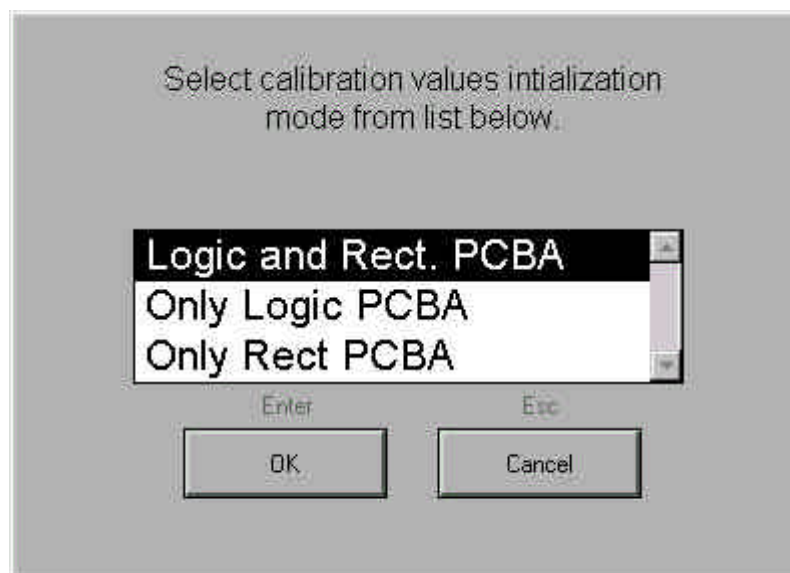 Select calibration values intialization
mode from list below.
Logic and Rect. PCBA
Only Logic PCBA
Only Rect PCBA
Enter Esc
OK Cancel